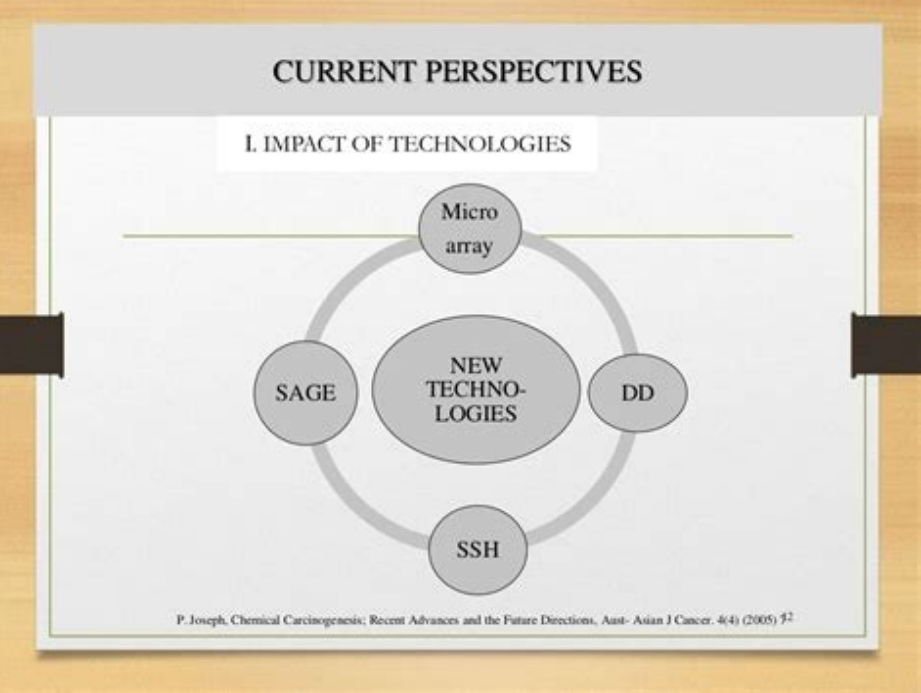 CURRENT PERSPECTIVES
I. IMPACT OF TECHNOLOGIES
Micro
array
SAGE
NEW
TECHNO-
LOGIES
DD
SSH
P. Joseph, Chemical Carcinogenesis; Recent Advances and the Future Directions, Aust- Asian J Cancer. 4(4) (2005)